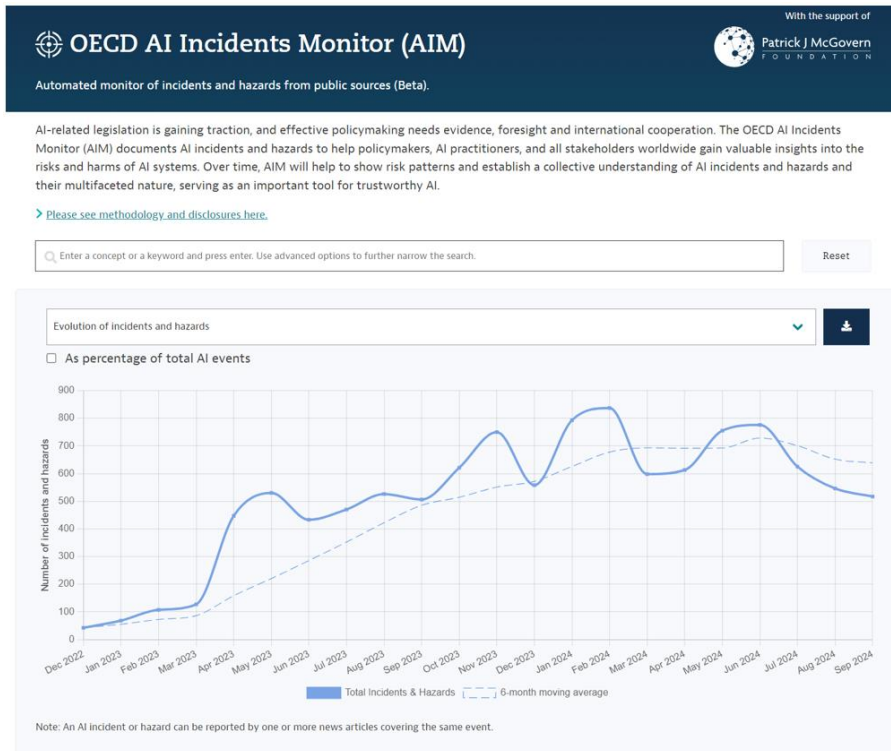 With the support of
OECD AI Incidents Monitor (AIM)
Patrick J McGovern
FOUNDATION
Automated monitor of incidents and hazards from public sources (Beta).
AI-related legislation is gaining traction, and effective policymaking needs evidence, foresight and international cooperation. The OECD AI Incidents
Monitor (AIM) documents AI incidents and hazards to help policymakers, AI practitioners, and all stakeholders worldwide gain valuable insights into the
risks and harms of AI systems. Over time, AIM will help to show risk patterns and establish a collective understanding of AI incidents and hazards and
their multifaceted nature, serving as an important tool for trustworthy AI.
Please see methodology and disclosures here.
Enter a concept or a keyword and press enter. Use advanced options to further narrow the search.
Reset
Evolution of incidents and hazards
As percentage of total AI events
Number of incidents and hazards
900
800
700
600
500
400
300
200
100
0
Dec 2022
Jan 2023
Feb 2023
Mar 2023
Apr 2023
May 2023
Jun 2023
Jul 2023
Aug 2023
Sep 2023
Oct 2023
Nov 2023
Dec 2023
Jan 2024
Feb 2024
Mar 2024
Apr 2024
May 2024
Jun 2024
Jul 2024
Aug 2024
Sep 2024
Total Incidents & Hazards
6-month moving average
Note: An AI incident or hazard can be reported by one or more news articles covering the same event.